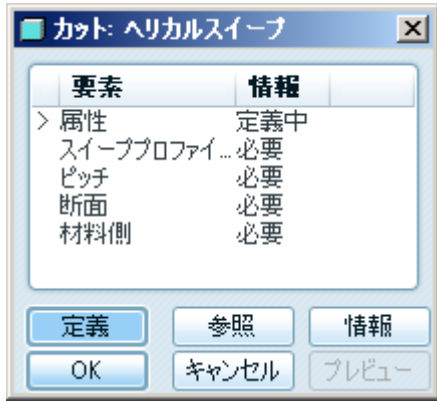 カット: ヘリカルスイープ
要素 情報
> 属性 定義中
スイーププロファイ... 必要
ピッチ 必要
断面 必要
材料側 必要
定義 参照 情報
OK キャンセル プレビュー